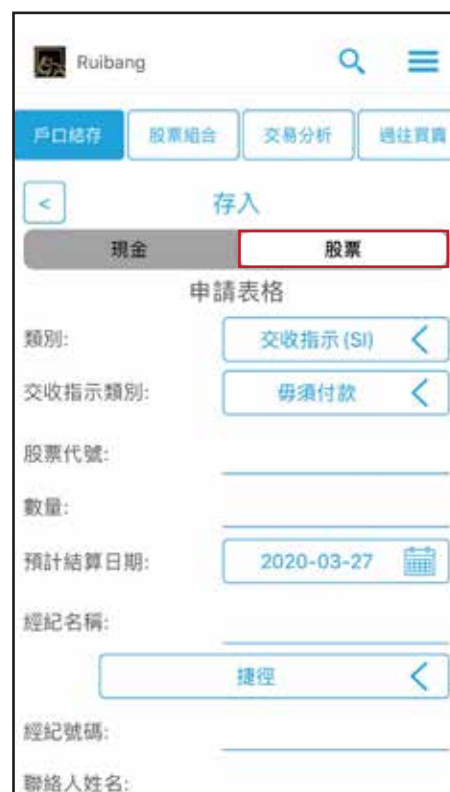 Ruibang
戶口結存 股票組合 交易分析 過往買賣
< 存入
現金 股票
申請表格
類別: 交收指示 (SI)
交收指示類別: 毋須付款
股票代號:
數量:
預計結算日期: 2020-03-27
經紀名稱:
捷徑
經紀號碼:
聯絡人姓名: